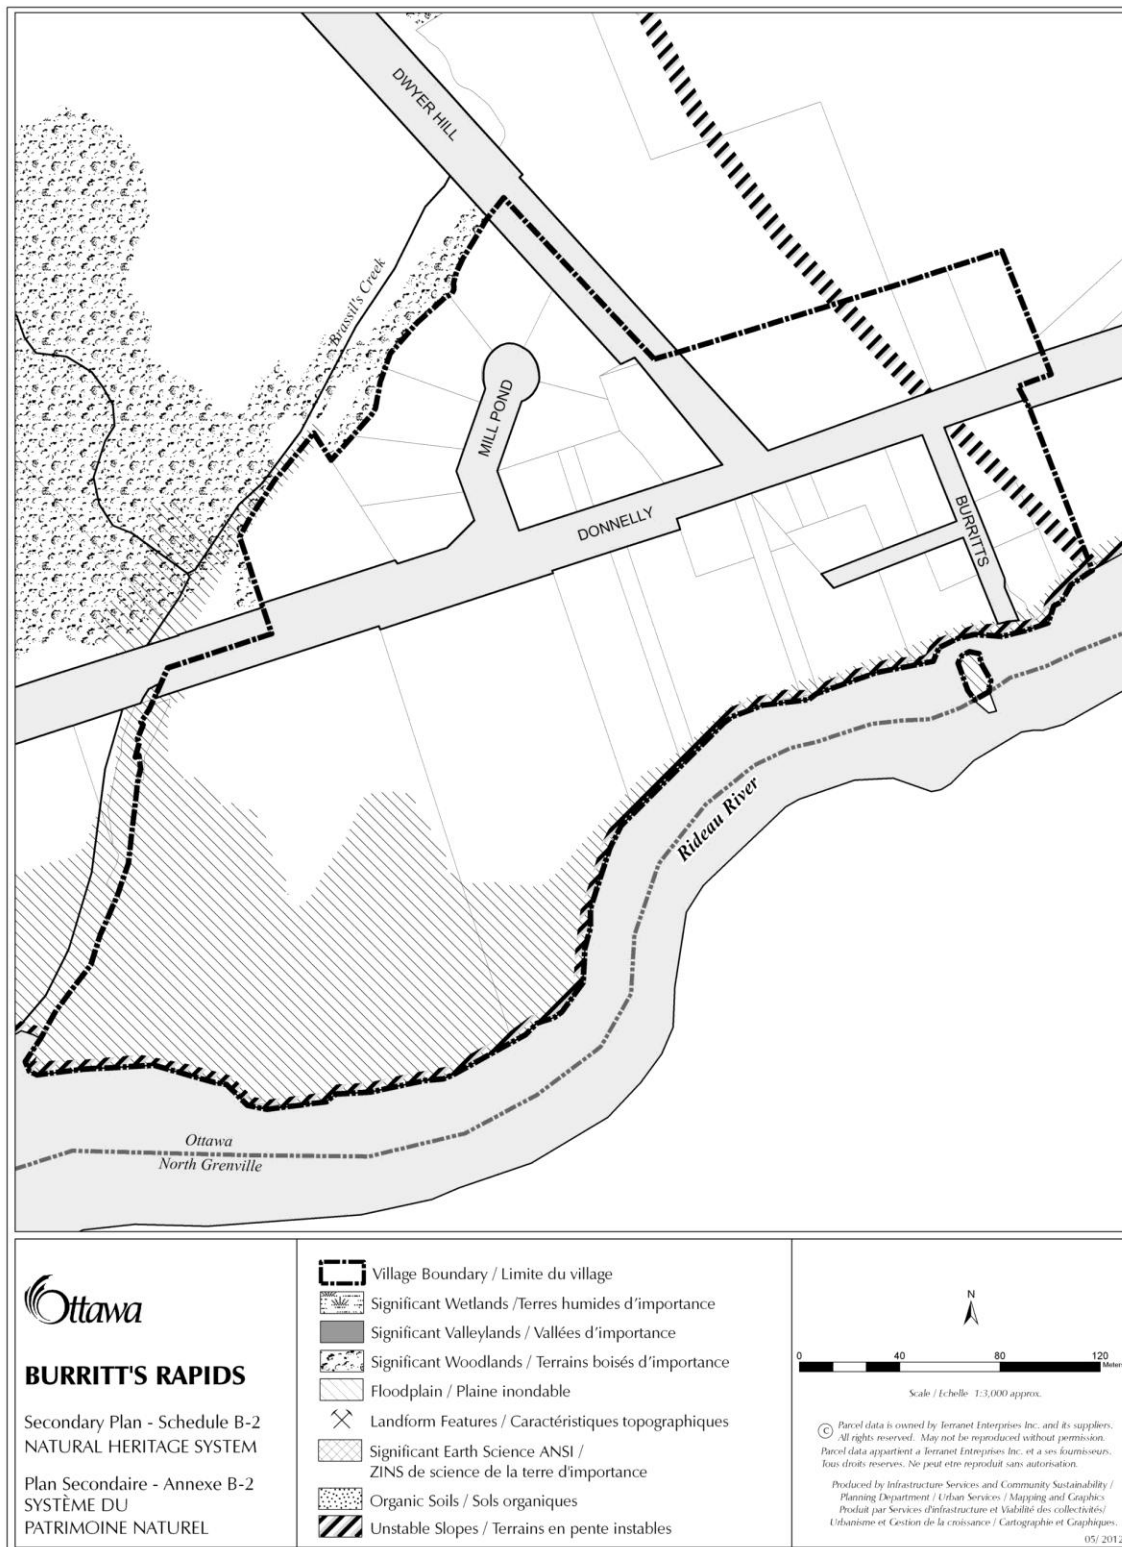 DWYER HILL
Brassil's Creek
MILL POND
DONNELLY
BURRITTS
Rideau River
Ottawa
North Grenville
Ottawa
BURRITT'S RAPIDS
Secondary Plan - Schedule B-2
NATURAL HERITAGE SYSTEM
Plan Secondaire - Annexe B-2
SYSTÈME DU
PATRIMOINE NATUREL
Village Boundary / Limite du village
Significant Wetlands /Terres humides d'importance
Significant Valleylands / Vallées d'importance
Significant Woodlands / Terrains boisés d'importance
Floodplain / Plaine inondable
Landform Features / Caractéristiques topographiques
Significant Earth Science ANSI /
ZINS de science de la terre d'importance
Organic Soils / Sols organiques
Unstable Slopes / Terrains en pente instables
N
0 40 80 120
Meters
Scale / Echelle 1:3,000 approx.
© Parcel data is owned by Teranet Enterprises Inc. and its suppliers.
All rights reserved. May not be reproduced without permission.
Parcel data appartient a Teranet Entreprises Inc. et a ses fournisseurs.
Tous droits reserves. Ne peut etre reproduit sans autorisation.
Produced by Infrastructure Services and Community Sustainability /
Planning Department / Urban Services / Mapping and Graphics
Produit par Services d'infrastructure et Viabilité des collectivités/
Urbanisme et Gestion de la croissance / Cartographie et Graphiques.
05/ 2012